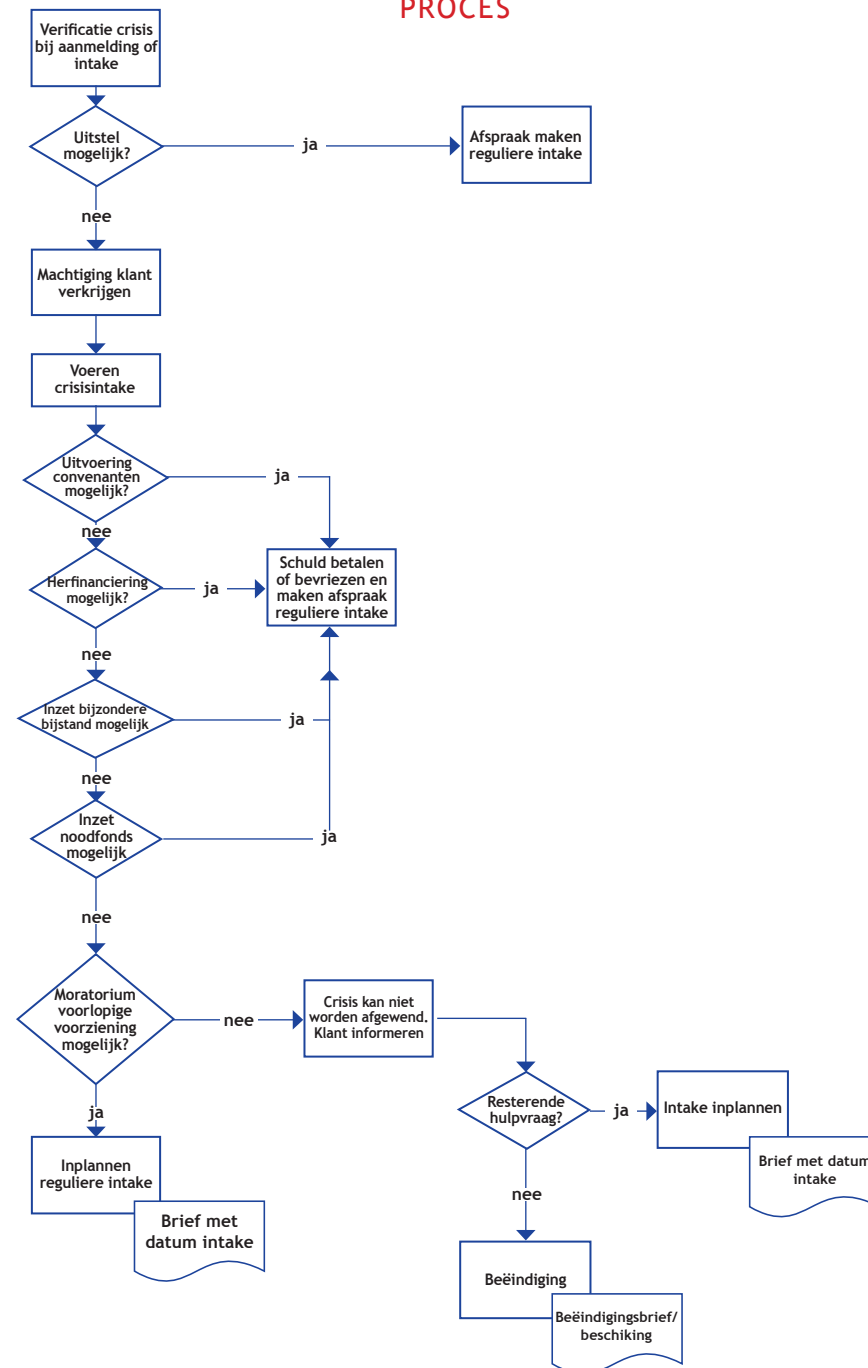 PROCES
Verificatie crisis
bij aanmelding of
intake
Uitstel
mogelijk?
ja
Afspraak maken
reguliere intake
nee
Machtiging klant
verkrijgen
Voeren
crisisintake
Uitvoering
convenanten
mogelijk?
ja
nee
Herfinanciering
mogelijk?
ja
Schuld betalen
of bevriezen en
maken afspraak
reguliere intake
nee
Inzet bijzondere
bijstand mogelijk
ja
nee
Inzet
noodfonds
mogelijk
ja
nee
Moratorium
voorlopige
voorziening
mogelijk?
nee
Crisis kan niet
worden afgewend.
Klant informeren
ja
Inplannen
reguliere intake
Brief met
datum intake
Resterende
hulpvraag?
ja
Intake inplannen
Brief met datum
intake
nee
Beëindiging
Beëindigingsbrief/
beschikking